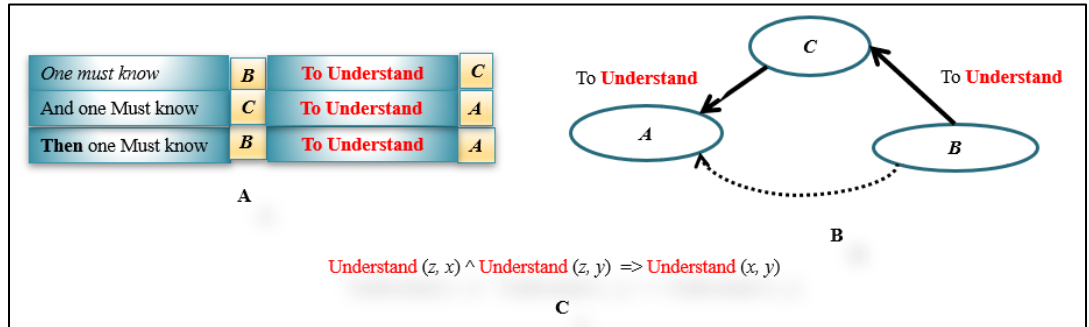 One must know B To Understand C
And one Must know C To Understand A
Then one Must know B To Understand A
A
C
To Understand
To Understand
A
B
B
Understand (z, x) ^ Understand (z, y) => Understand (x, y)
C